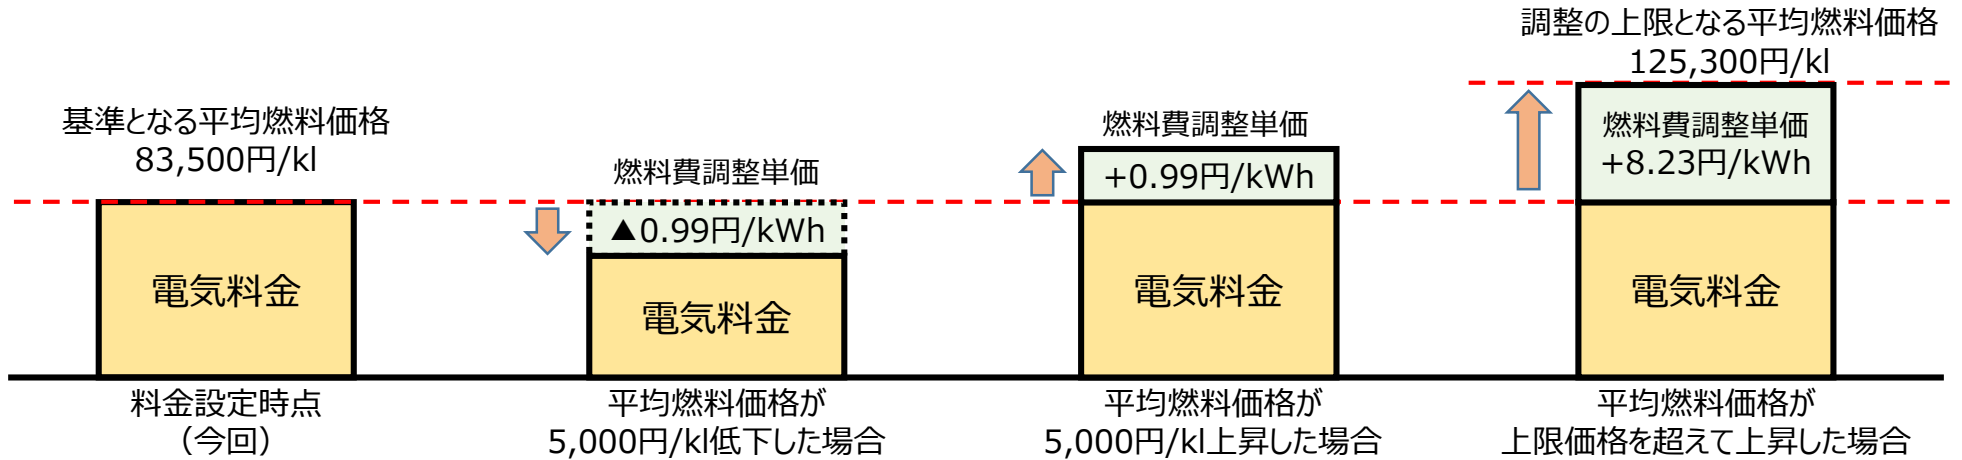 基準となる平均燃料価格
83,500円/kl
電気料金
料金設定時点
（今回）
燃料費調整単価
▲0.99円/kWh
電気料金
平均燃料価格が
5,000円/kl低下した場合
燃料費調整単価
+0.99円/kWh
電気料金
平均燃料価格が
5,000円/kl上昇した場合
調整の上限となる平均燃料価格
125,300円/kl
燃料費調整単価
+8.23円/kWh
電気料金
平均燃料価格が
上限価格を超えて上昇した場合